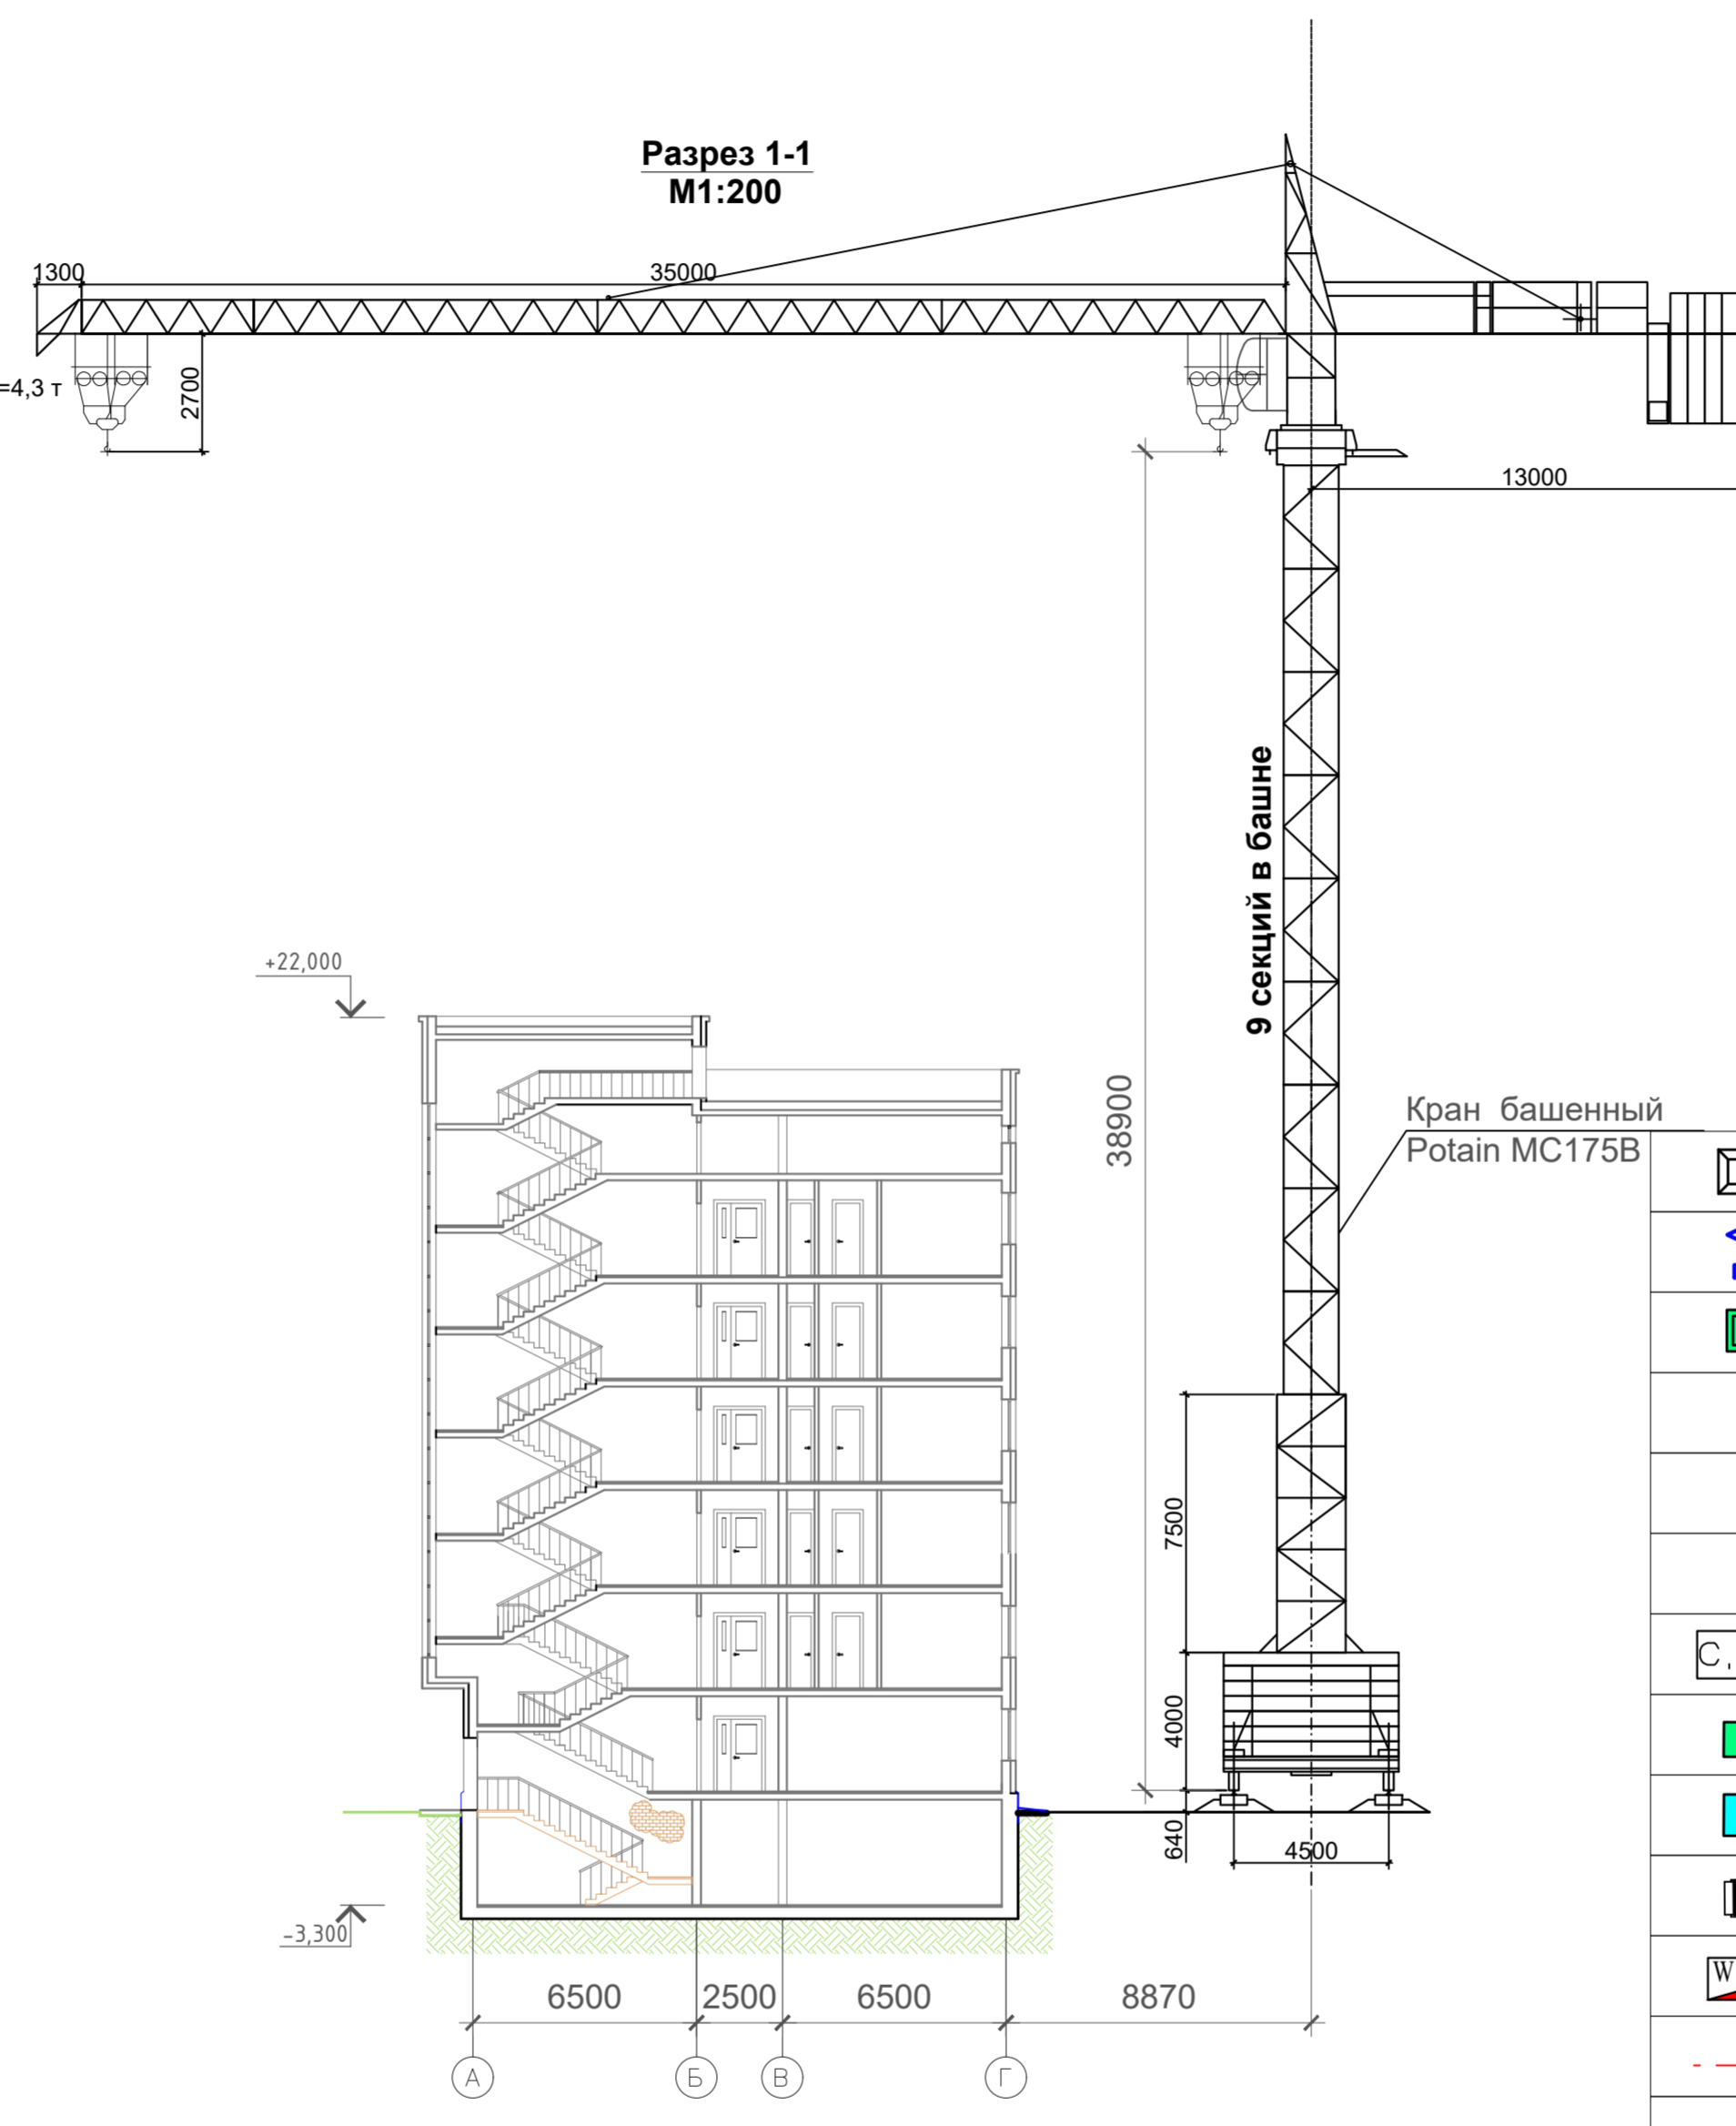 Разрез 1-1
М1:200
1300
35000
=4,3 т
2700
13000
9 секций в башне
+22,000
38900
Кран башенный
Potain MC175B
7500
4000
640
4500
-3,300
6500
2500
6500
8870
А
Б
В
Г
С,
W